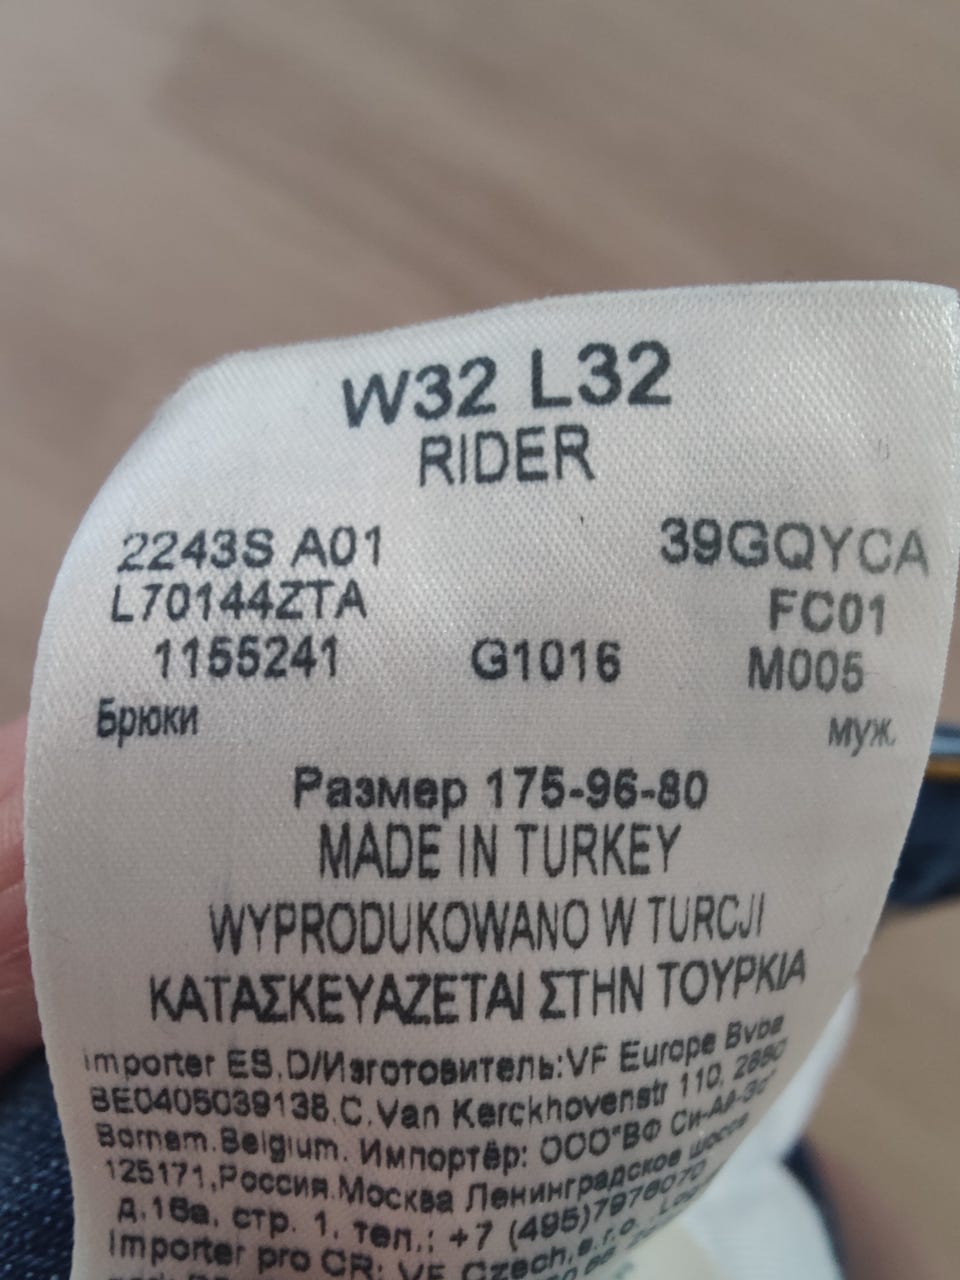 W32 L32
RIDER
2243S A01 39GQYCA
L70144ZTA FC01
1155241 G1016 M005
Брюки муж.
Размер 175-96-80
MADE IN TURKEY
WYPRODUKOWANO W TURCJI
ΚΑΤΑΣΚΕΥΑΖΕΤΑΙ ΣΤΗΝ ΤΟΥΡΚΙΑ
importer ES,D/Изготовитель:VF Europe Bvba
BE0405039138.C.Van Kerckhovenstr 110, 2880
Bornem.Belgium. Импортёр: ООО"ВФ Си-Ай-Эс"
125171,Россия.Москва Ленинградское шоссе
д.16а, стр. 1, тел.: +7 (495)7976070
Importer pro CR: VF Czech,s.r.o.,